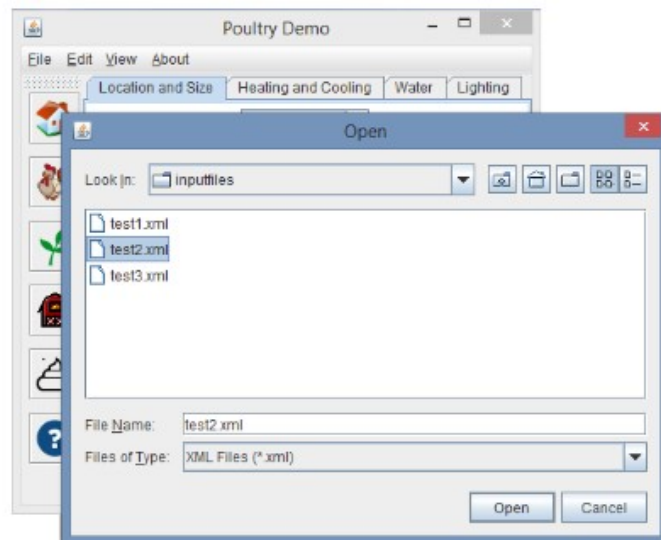 Poultry Demo
File Edit View About
Location and Size Heating and Cooling Water Lighting
Open
Look In: inputfiles
test1.xml
test2.xml
test3.xml
?
File Name: test2.xml
Files of Type: XML Files (*.xml)
Open Cancel